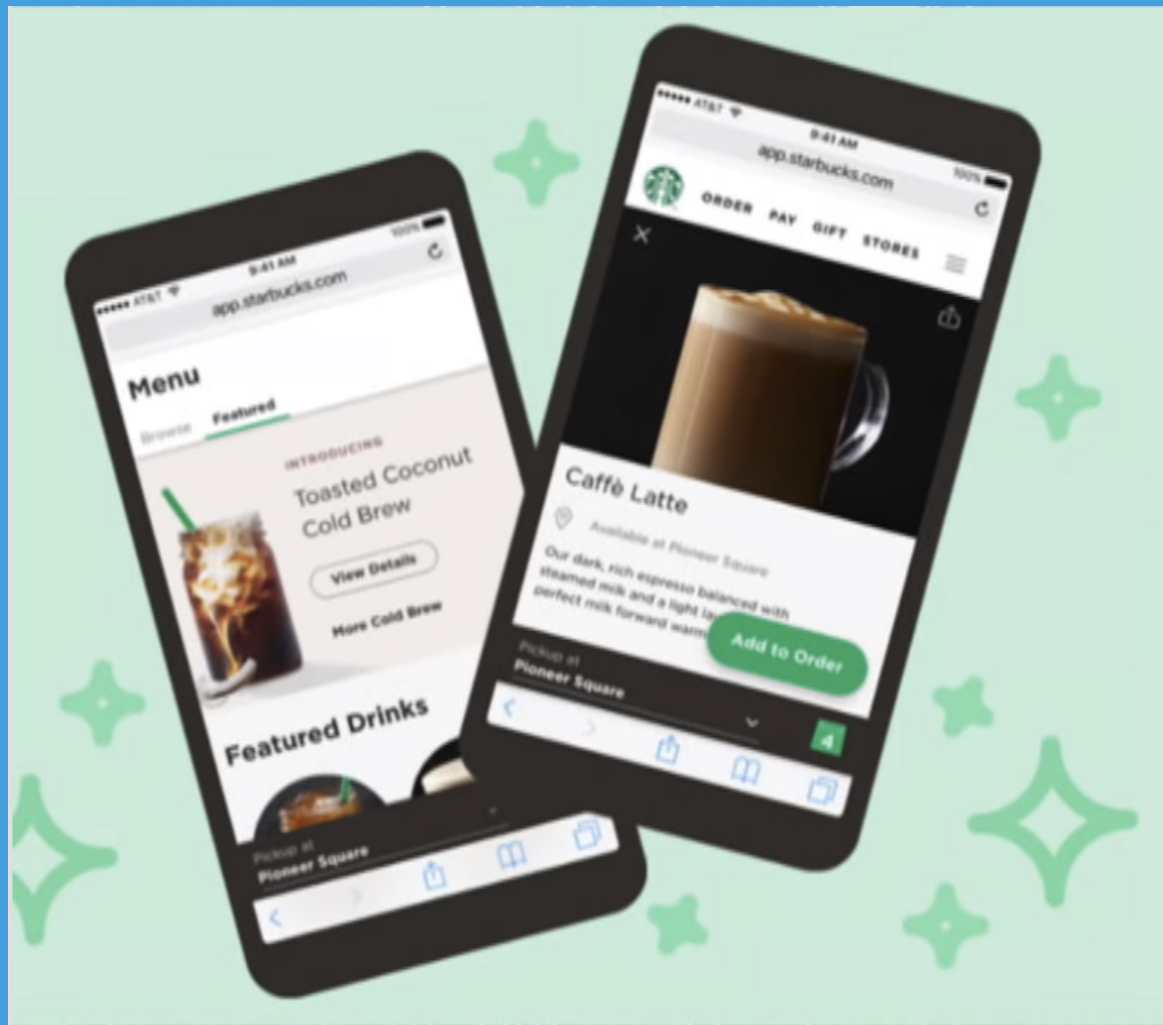 AT&T
9:41 AM
100%
app.starbucks.com
Menu
Browse
Featured
INTRODUCING
Toasted Coconut
Cold Brew
View Details
More Cold Brew
Featured Drinks
Pickup at
Pioneer Square
AT&T
9:41 AM
100%
app.starbucks.com
ORDER PAY GIFT STORES
Caffè Latte
Available at Pioneer Square
Our dark, rich espresso balanced with
steamed milk and a light
perfect milk forward
Add to Order
Pickup at
Pioneer Square
4